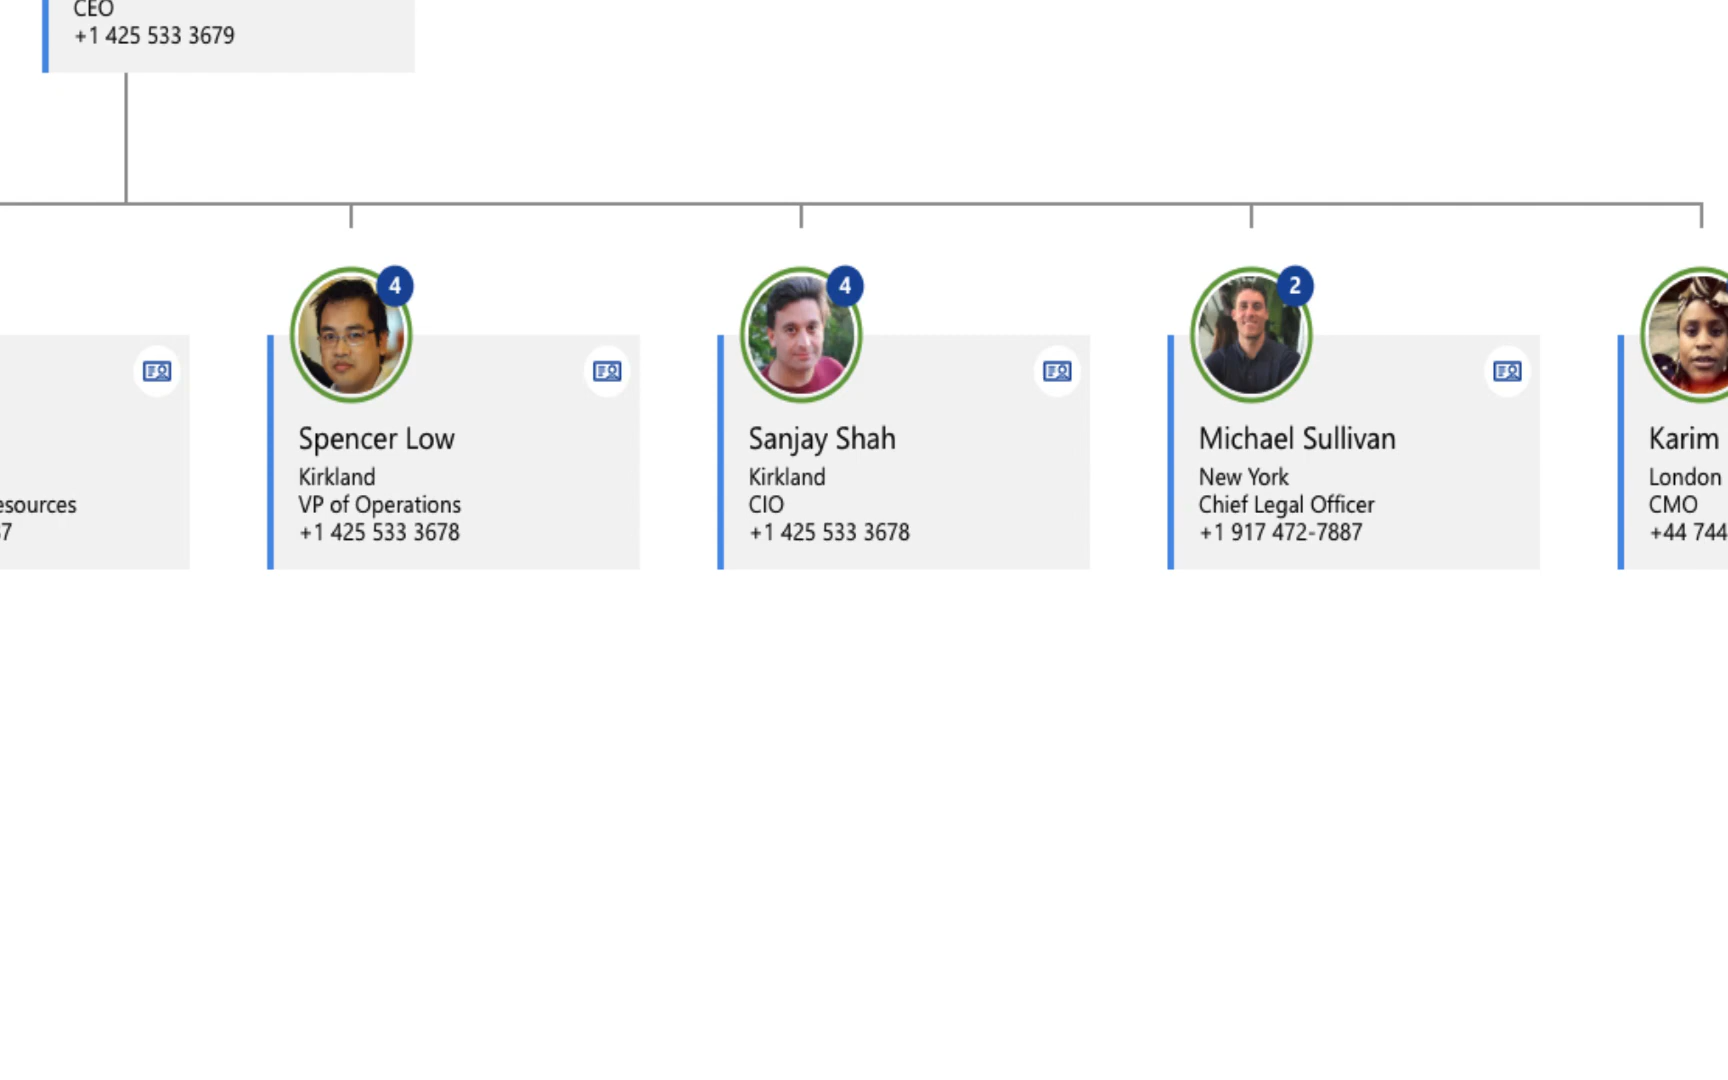 CEO
+1 425 533 3679
esources
7
4
Spencer Low
Kirkland
VP of Operations
+1 425 533 3678
4
Sanjay Shah
Kirkland
CIO
+1 425 533 3678
2
Michael Sullivan
New York
Chief Legal Officer
+1 917 472-7887
Karim
London
CMO
+44 744